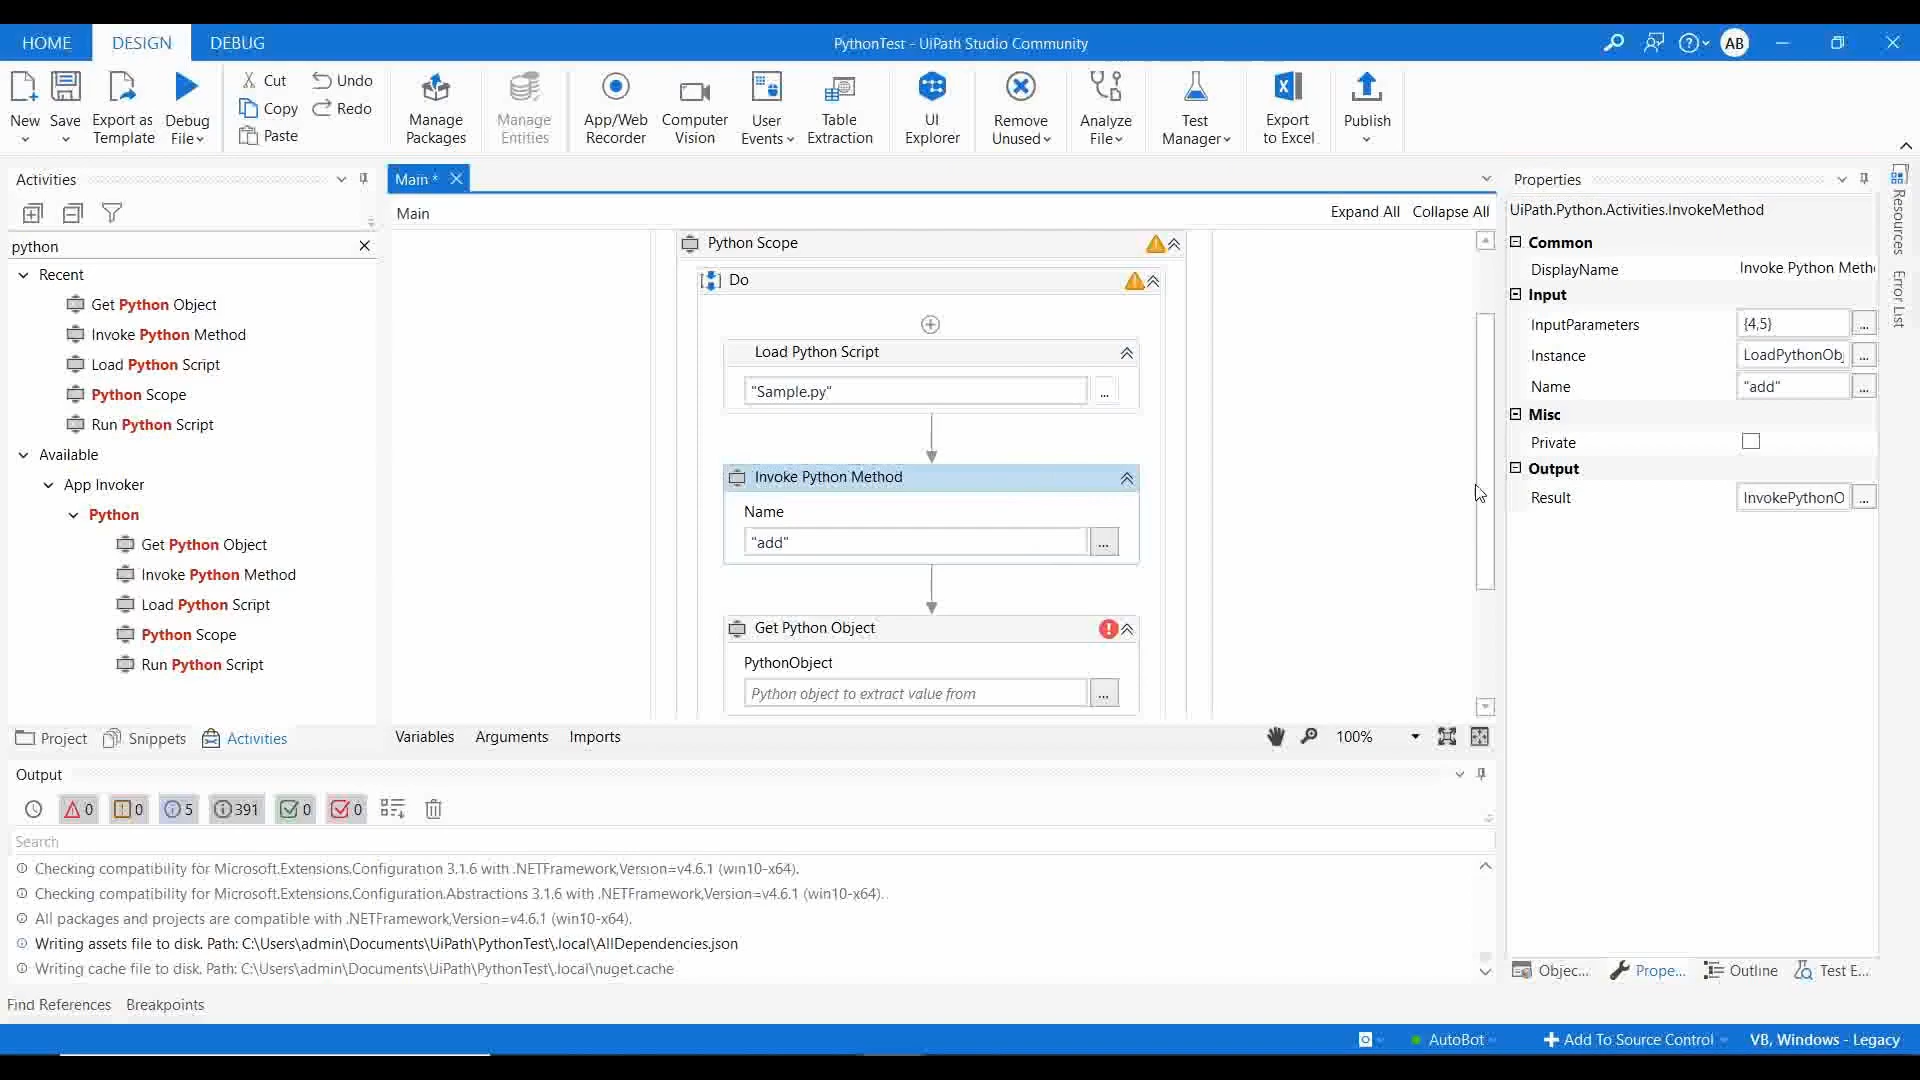 HOME DESIGN DEBUG PythonTest - UiPath Studio Community AB
New Save Export as Template Debug File Cut Copy Paste Undo Redo Manage Packages Manage Entities App/Web Recorder Computer Vision User Events Table Extraction UI Explorer Remove Unused Analyze File Test Manager Export to Excel Publish
Activities
python
Recent
Get Python Object
Invoke Python Method
Load Python Script
Python Scope
Run Python Script
Available
App Invoker
Python
Get Python Object
Invoke Python Method
Load Python Script
Python Scope
Run Python Script
Project Snippets Activities
Main *
Main Expand All Collapse All
Python Scope
Do
Load Python Script
"Sample.py" ...
Invoke Python Method
Name
"add" ...
Get Python Object
PythonObject
Python object to extract value from ...
Variables Arguments Imports 100%
Properties
UiPath.Python.Activities.InvokeMethod
Common
DisplayName Invoke Python Meth
Input
InputParameters {4,5} ...
Instance LoadPythonObj ...
Name "add" ...
Misc
Private
Output
Result InvokePythonO ...
Resources
Error List
Objec... Prope... Outline Test E...
Output
0 0 5 391 0 0
Search
Checking compatibility for Microsoft.Extensions.Configuration 3.1.6 with .NETFramework,Version=v4.6.1 (win10-x64).
Checking compatibility for Microsoft.Extensions.Configuration.Abstractions 3.1.6 with .NETFramework,Version=v4.6.1 (win10-x64).
All packages and projects are compatible with .NETFramework,Version=v4.6.1 (win10-x64).
Writing assets file to disk. Path: C:\Users\admin\Documents\UiPath\PythonTest\.local\AllDependencies.json
Writing cache file to disk. Path: C:\Users\admin\Documents\UiPath\PythonTest\.local\nuget.cache
Find References Breakpoints
AutoBot Add To Source Control VB, Windows - Legacy